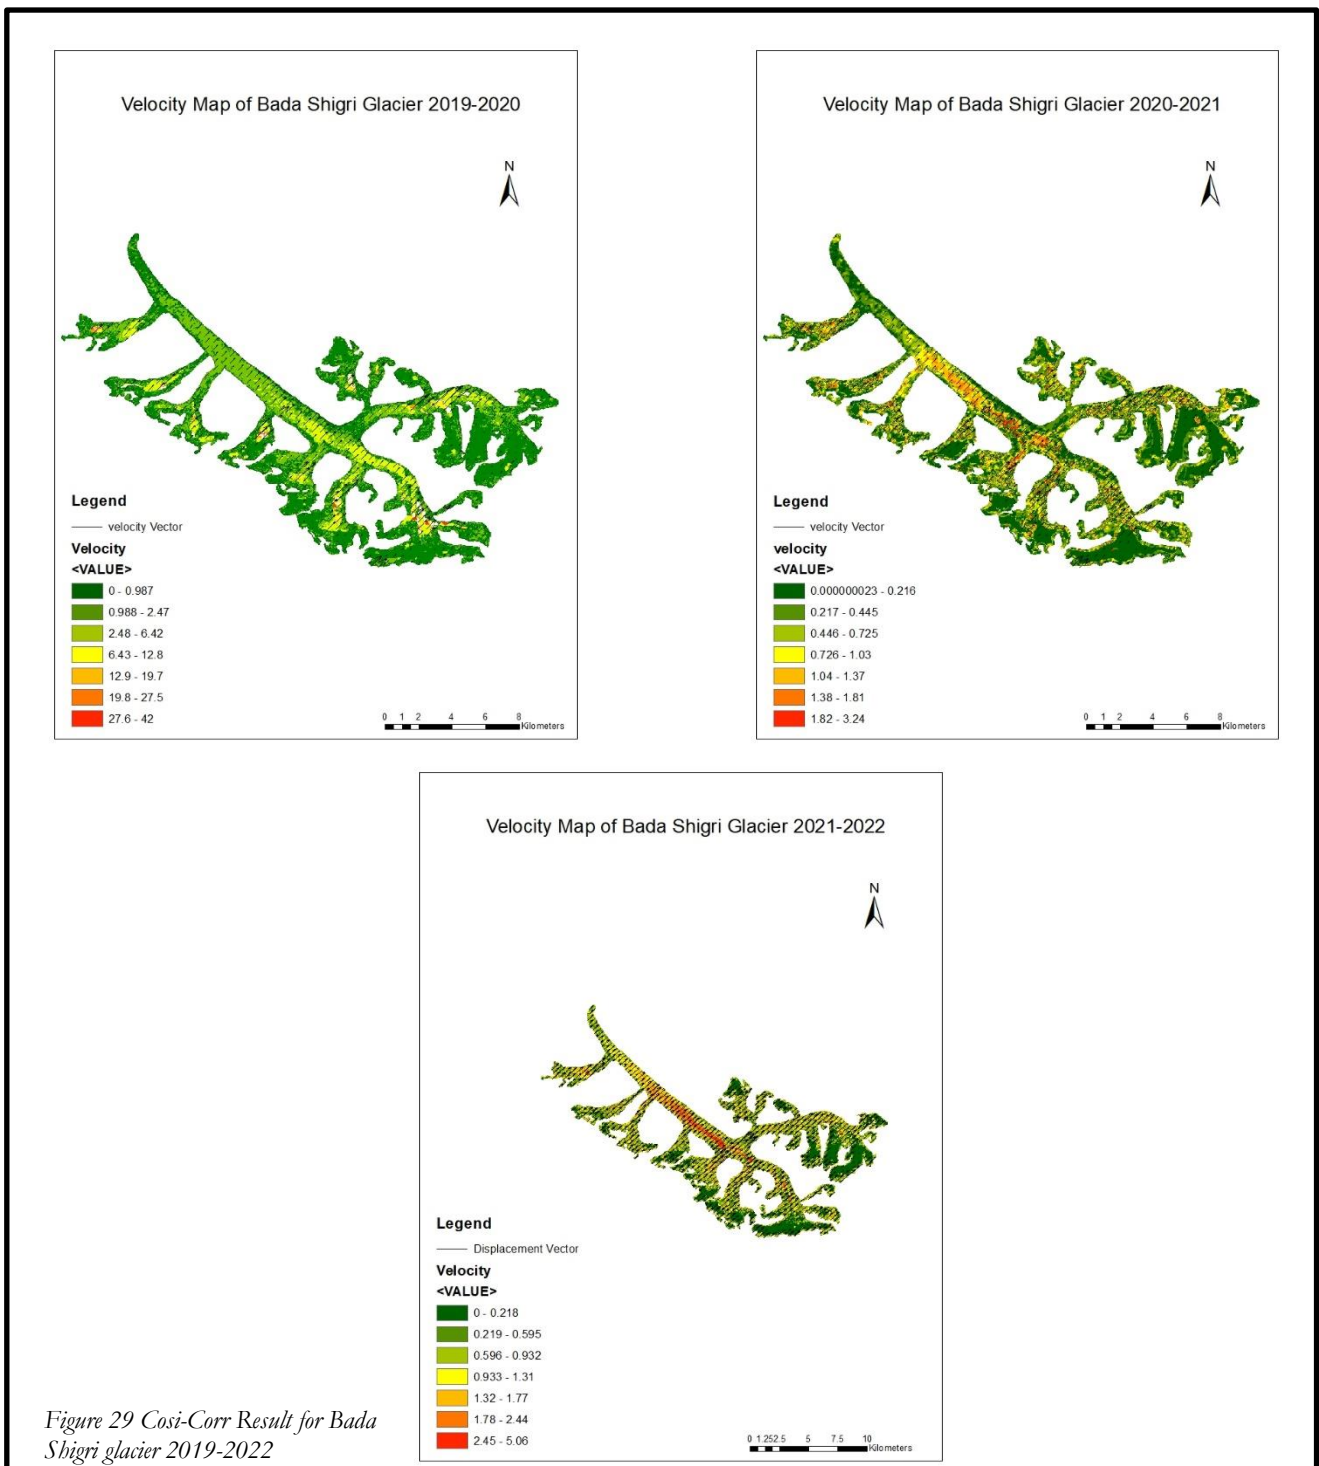 Velocity Map of Bada Shigri Glacier 2019-2020
N
Legend
velocity Vector
Velocity
<VALUE>
0 - 0.987
0.988 - 2.47
2.48 - 6.42
6.43 - 12.8
12.9 - 19.7
19.8 - 27.5
27.6 - 42
0 1 2 4 6 8
Kilometers
Velocity Map of Bada Shigri Glacier 2020-2021
N
Legend
velocity Vector
velocity
<VALUE>
0.000000023 - 0.216
0.217 - 0.445
0.446 - 0.725
0.726 - 1.03
1.04 - 1.37
1.38 - 1.81
1.82 - 3.24
0 1 2 4 6 8
Kilometers
Velocity Map of Bada Shigri Glacier 2021-2022
N
Legend
Displacement Vector
Velocity
<VALUE>
0 - 0.218
0.219 - 0.595
0.596 - 0.932
0.933 - 1.31
1.32 - 1.77
1.78 - 2.44
2.45 - 5.06
0 1.252.5 5 7.5 10
Kilometers
Figure 29 Cosi-Corr Result for Bada
Shigri glacier 2019-2022